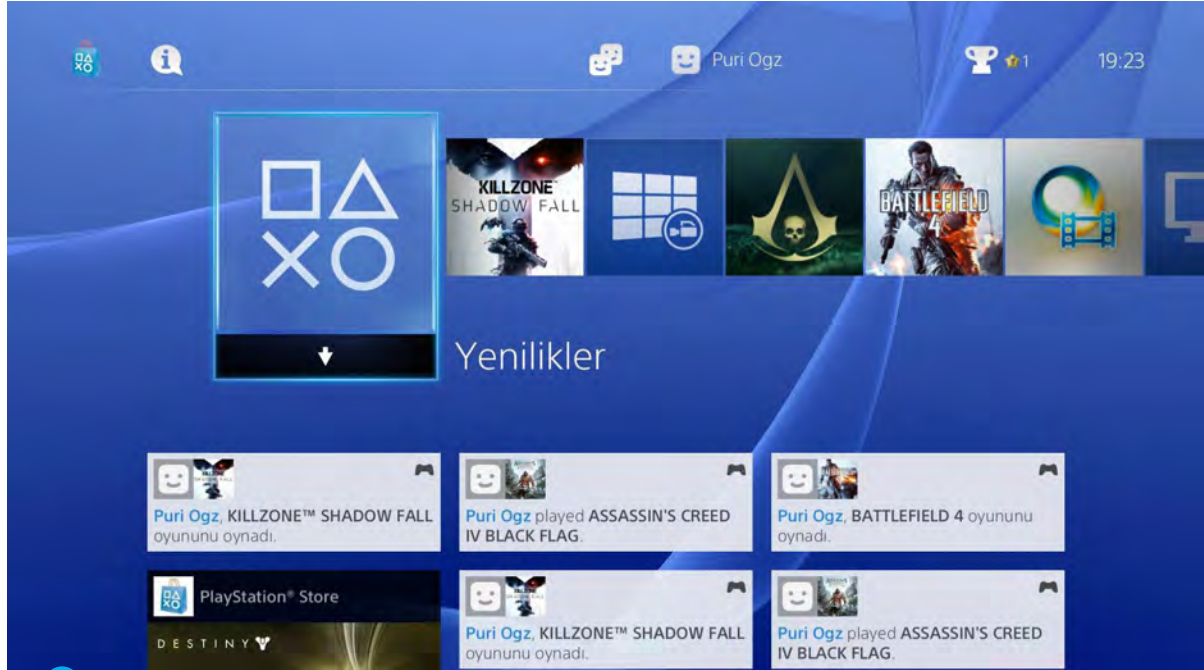 Puri Ogz
1
19:23
KILLZONE™
SHADOW FALL
BATTLEFIELD
4
Yenilikler
Puri Ogz, KILLZONE™ SHADOW FALL
oyununu oynadı.
Puri Ogz played ASSASSIN'S CREED
IV BLACK FLAG.
Puri Ogz, BATTLEFIELD 4 oyununu
oynadı.
PlayStation® Store
DESTINY
Puri Ogz, KILLZONE™ SHADOW FALL
oyununu oynadı.
Puri Ogz played ASSASSIN'S CREED
IV BLACK FLAG.